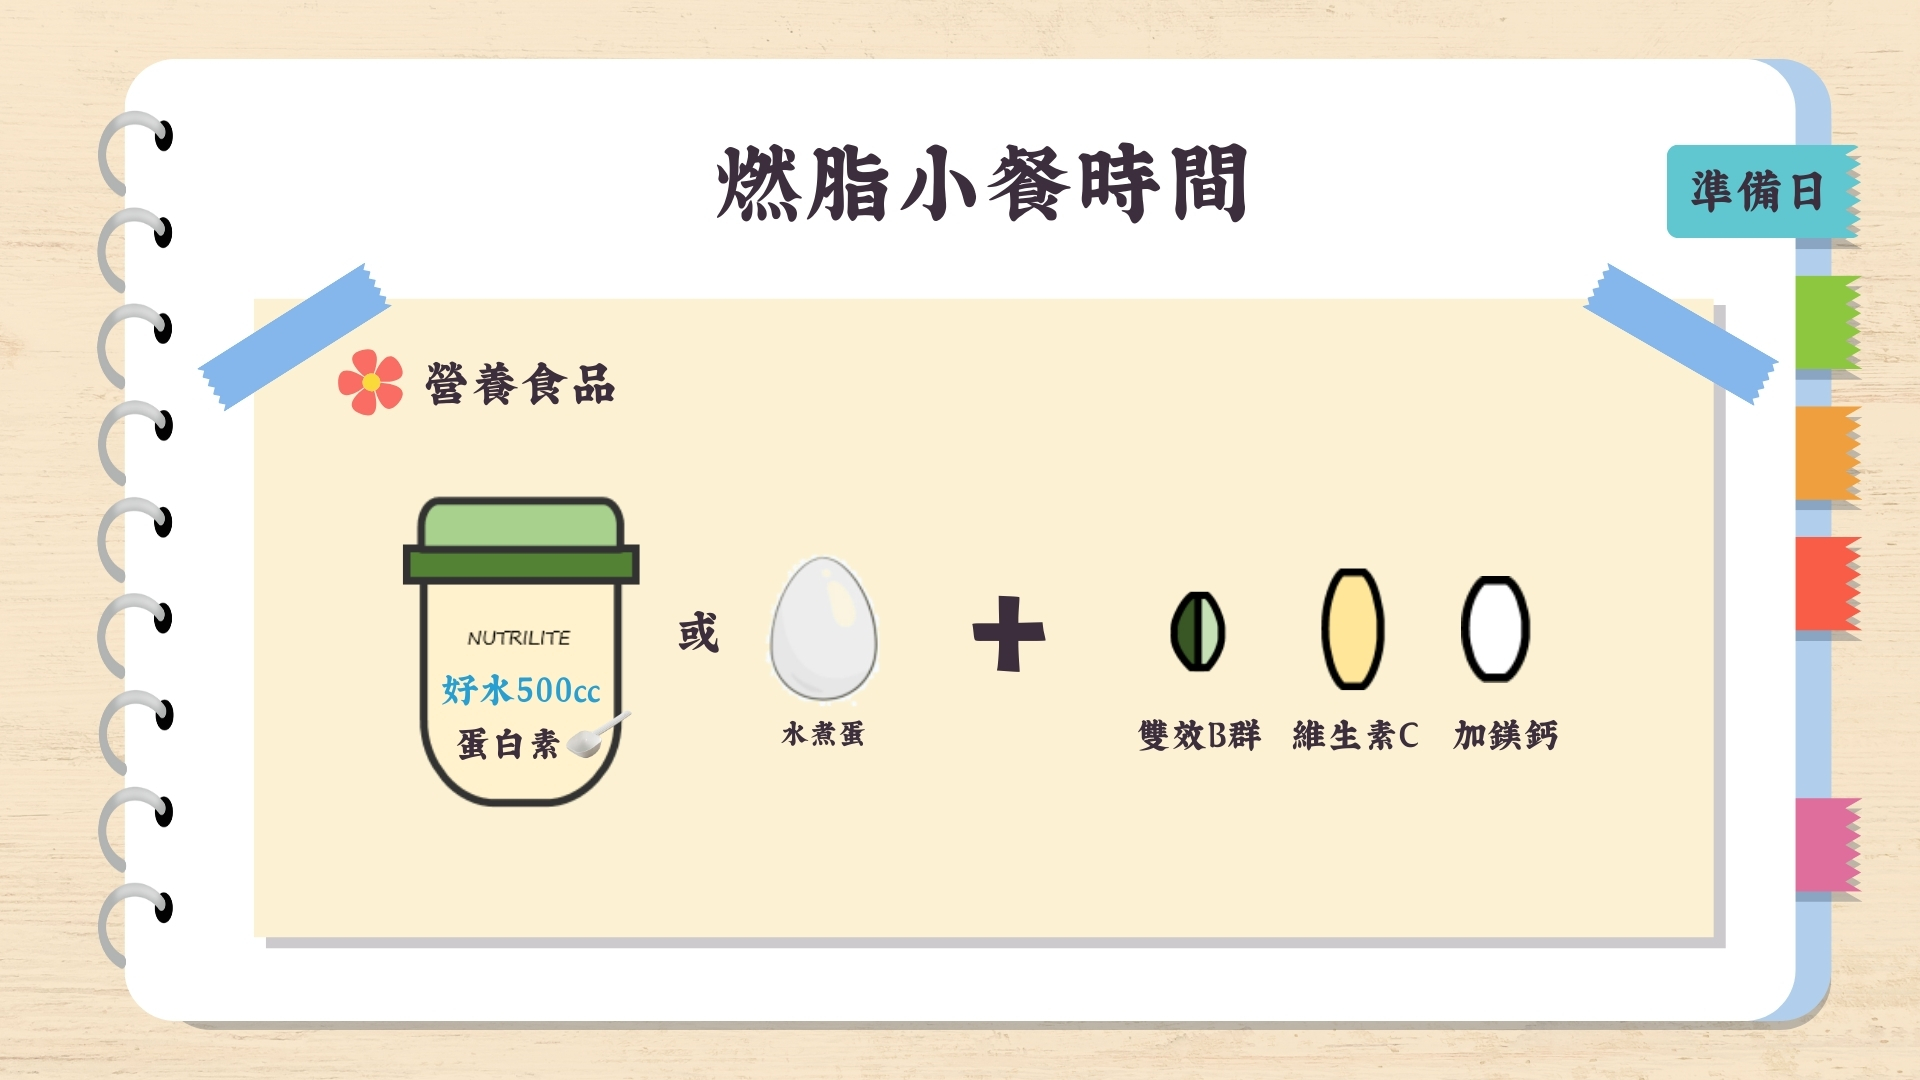 燃脂小餐時間
準備日
營養食品
NUTRILITE
好水500cc
蛋白素
或
水煮蛋
+
雙效B群
維生素C
加鎂鈣